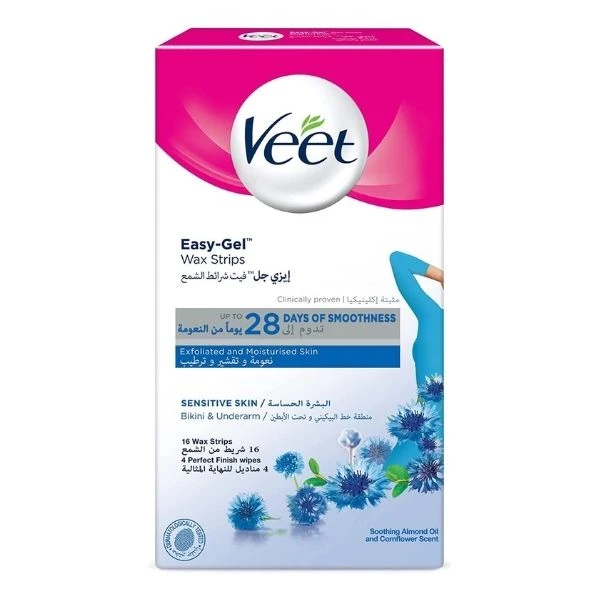 Veet
Easy-Gel™
Wax Strips
إيزي جل™ فيت شرائط الشمع
Clinically proven | مثبتة إكلينيكيا
UP TO 28 DAYS OF SMOOTHNESS
تدوم إلى 28 يوماً من النعومة
Exfoliated and Moisturised Skin
نعومة و تقشير و ترطيب
SENSITIVE SKIN / البشرة الحساسة
Bikini & Underarm / منطقة خط البيكيني و تحت الأبطين
16 Wax Strips
16 شريط من الشمع
4 Perfect Finish wipes
4 مناديل للنهاية المثالية
DERMATOLOGICALLY TESTED
Soothing Almond Oil
and Cornflower Scent